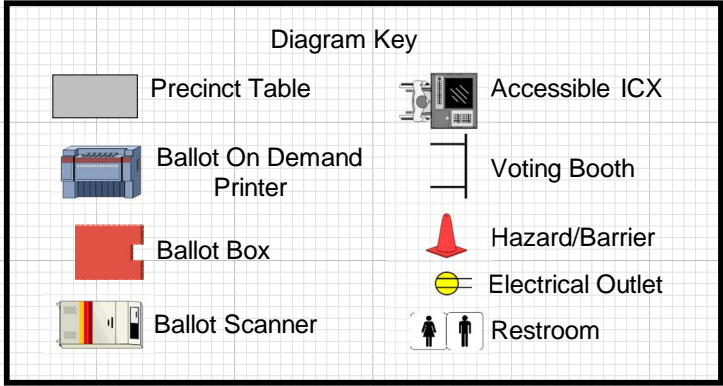 Diagram Key
Precinct Table
Ballot On Demand
Printer
Ballot Box
Ballot Scanner
Accessible ICX
Voting Booth
Hazard/Barrier
Electrical Outlet
Restroom